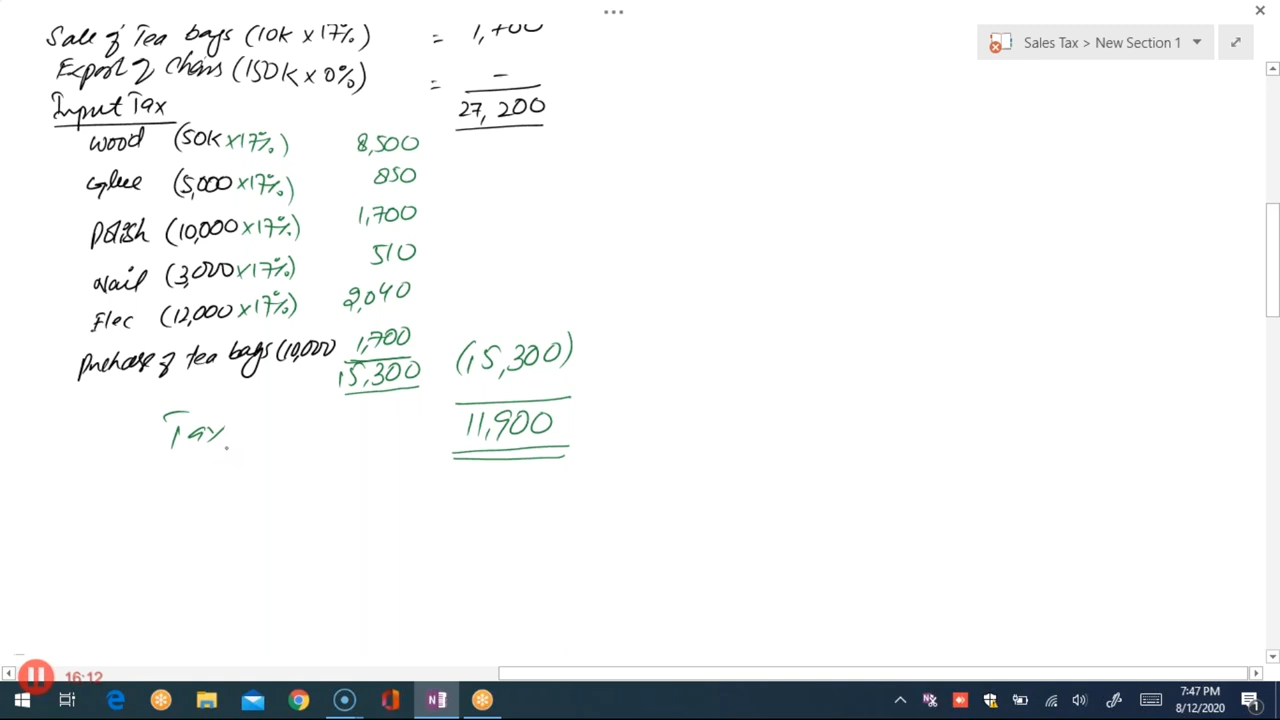 Sale of Tea bags (10K x 17%) = 1,700
Sales Tax > New Section 1
Export of Chairs (150K x 0%) = -
27,200
Input Tax
Wood (50K x 17%) 8,500
Glue (5,000 x 17%) 850
Polish (10,000 x 17%) 1,700
Nail (3,000 x 17%) 510
Elec (12,000 x 17%) 2,040
Purchase of tea bags (10,000 1,700
15,300 (15,300)
11,900
Tax
16:12
7:47 PM
8/12/2020